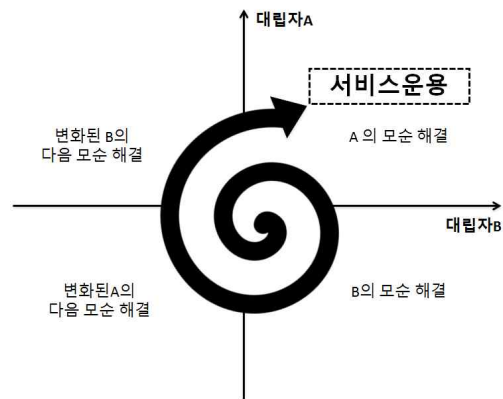 대립자A
서비스운용
변화된 B의
다음 모순 해결
A 의 모순 해결
대립자B
변화된A의
다음 모순 해결
B의 모순 해결